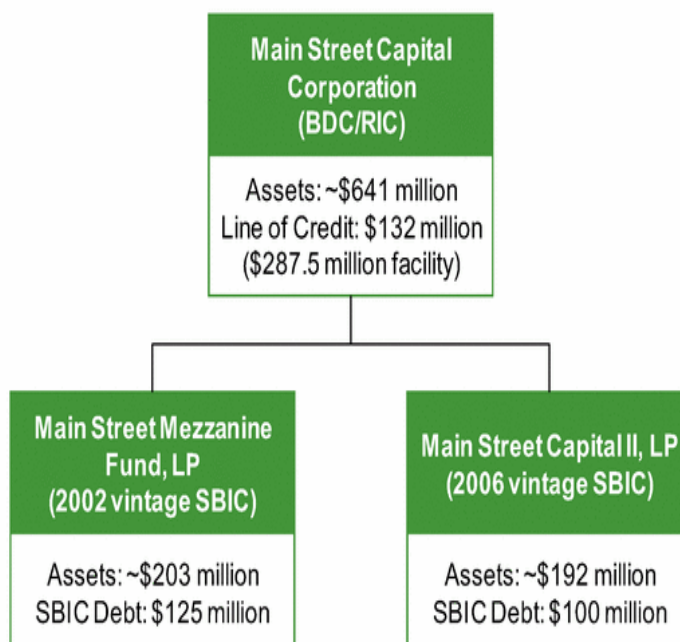 Main Street Capital
Corporation
(BDC/RIC)
Assets: ~$641 million
Line of Credit: $132 million
($287.5 million facility)
Main Street Mezzanine
Fund, LP
(2002 vintage SBIC)
Assets: ~$203 million
SBIC Debt: $125 million
Main Street Capital II, LP
(2006 vintage SBIC)
Assets: ~$192 million
SBIC Debt: $100 million